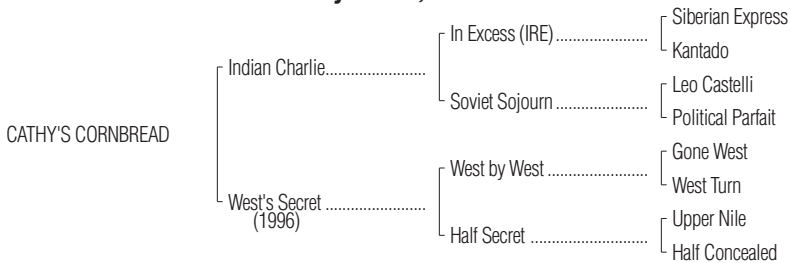 Siberian Express
In Excess (IRE)
Kantado
Indian Charlie
Leo Castelli
Soviet Sojourn
Political Parfait
CATHY'S CORNBREAD
Gone West
West by West
West Turn
West's Secret
(1996)
Upper Nile
Half Secret
Half Concealed